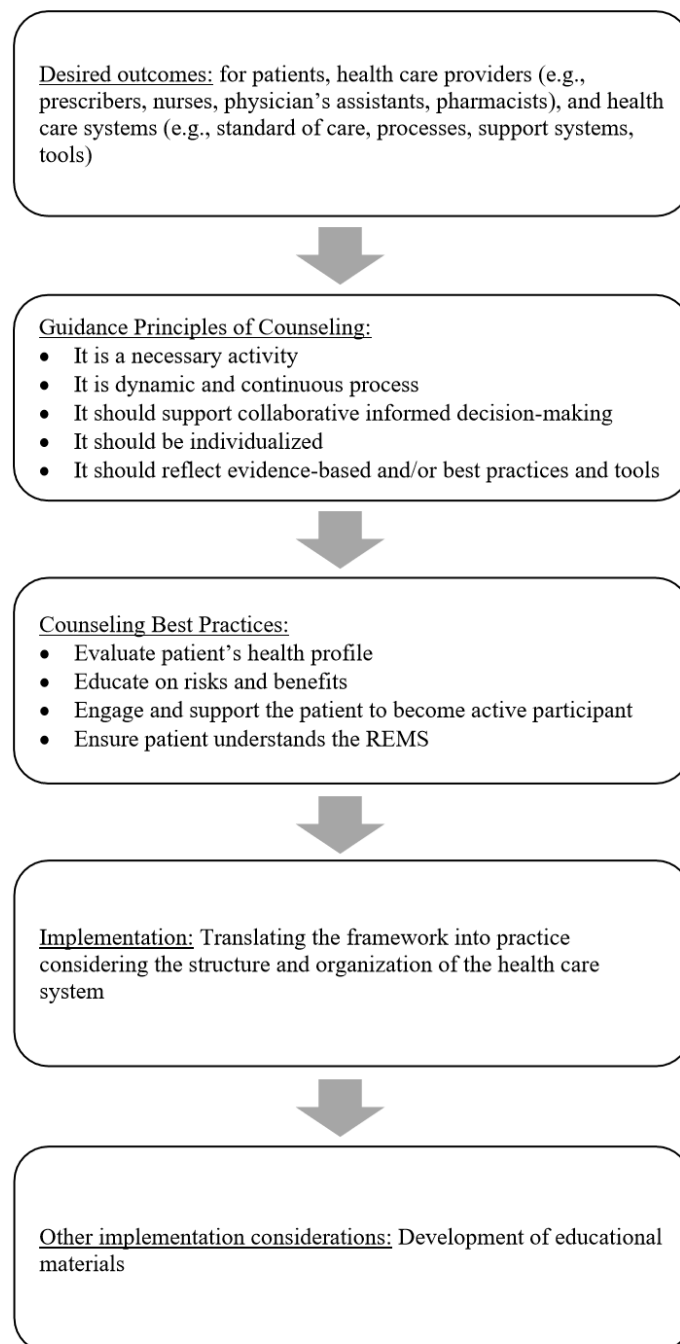 Desired outcomes: for patients, health care providers (e.g.,
prescribers, nurses, physician’s assistants, pharmacists), and health
care systems (e.g., standard of care, processes, support systems,
tools)
Guidance Principles of Counseling:
• It is a necessary activity
• It is dynamic and continuous process
• It should support collaborative informed decision-making
• It should be individualized
• It should reflect evidence-based and/or best practices and tools
Counseling Best Practices:
• Evaluate patient’s health profile
• Educate on risks and benefits
• Engage and support the patient to become active participant
• Ensure patient understands the REMS
Implementation: Translating the framework into practice
considering the structure and organization of the health care
system
Other implementation considerations: Development of educational
materials